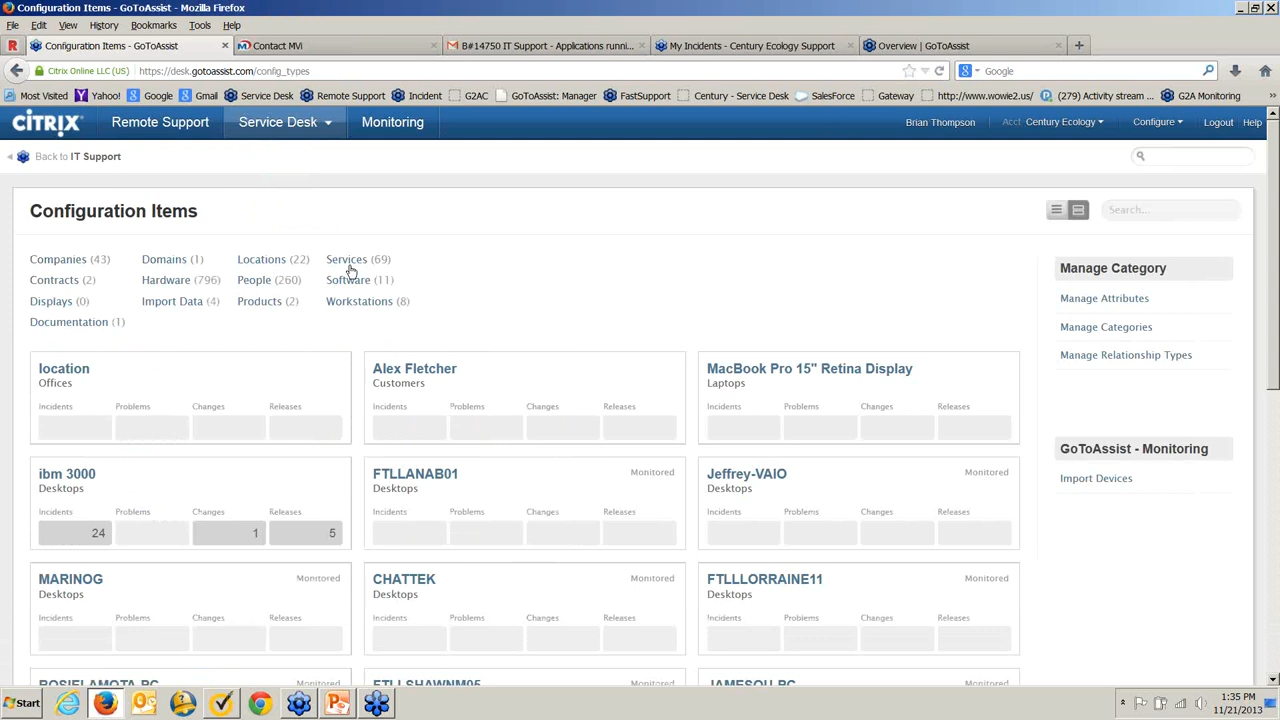 Configuration Items - GoToAssist - Mozilla Firefox
File Edit View History Bookmarks Tools Help
Configuration Items - GoToAssist × Contact MVi × B#14750 IT Support - Applications runni... × My Incidents - Century Ecology Support × Overview | GoToAssist × +
Citrix Online LLC (US) https://desk.gotoassist.com/config_types Google
Most Visited Yahoo! Google Gmail Service Desk Remote Support Incident G2AC GoToAssist: Manager FastSupport Century - Service Desk SalesForce Gateway http://www.wowie2.us/ (279) Activity stream ... G2A Monitoring
CITRIX Remote Support Service Desk Monitoring Brian Thompson Acct Century Ecology Configure Logout Help
Back to IT Support
Configuration Items Search...
Companies (43) Domains (1) Locations (22) Services (69)
Contracts (2) Hardware (796) People (260) Software (11)
Displays (0) Import Data (4) Products (2) Workstations (8)
Documentation (1)
Manage Category
Manage Attributes
Manage Categories
Manage Relationship Types
GoToAssist - Monitoring
Import Devices
location Alex Fletcher MacBook Pro 15" Retina Display
Offices Customers Laptops
Incidents Problems Changes Releases Incidents Problems Changes Releases Incidents Problems Changes Releases
ibm 3000 FTLLANAB01 Monitored Jeffrey-VAIO Monitored
Desktops Desktops Desktops
Incidents Problems Changes Releases Incidents Problems Changes Releases Incidents Problems Changes Releases
24 1 5
MARINOG Monitored CHATTEK Monitored FTLLLORRAINE11 Monitored
Desktops Desktops Desktops
Incidents Problems Changes Releases Incidents Problems Changes Releases Incidents Problems Changes Releases
ROSIELAMOTA-PC Monitored FTLLSHAWNM05 Monitored JAMESOU-PC Monitored
Start 1:35 PM
11/21/2013